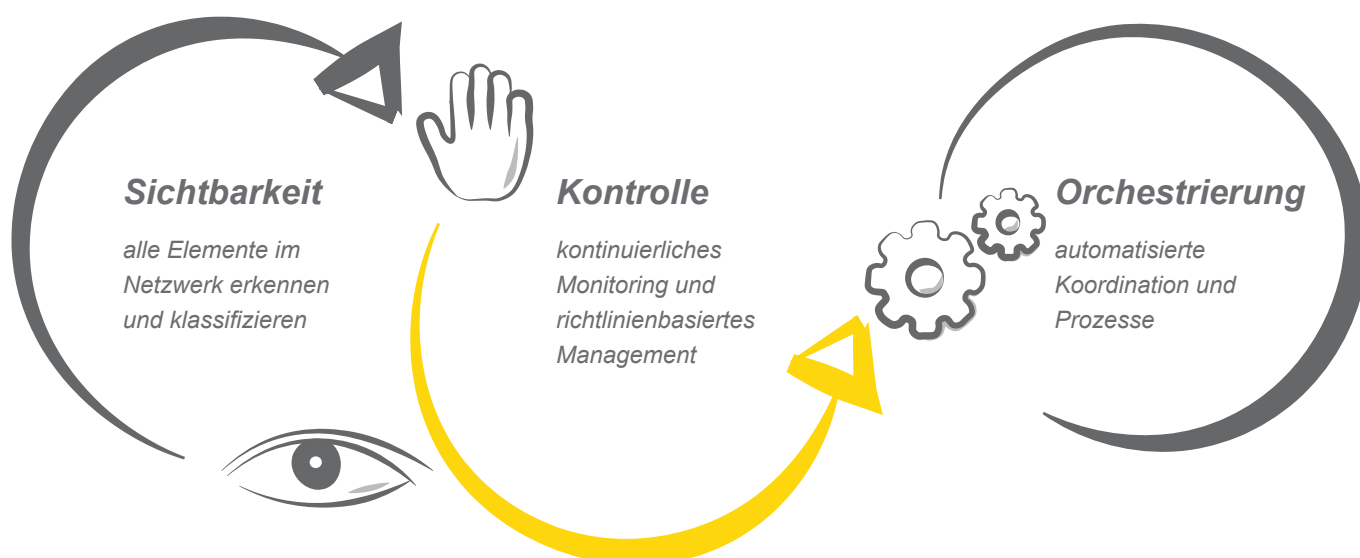 Sichtbarkeit
alle Elemente im
Netzwerk erkennen
und klassifizieren
Kontrolle
kontinuierliches
Monitoring und
richtlinienbasiertes
Management
Orchestrierung
automatisierte
Koordination und
Prozesse